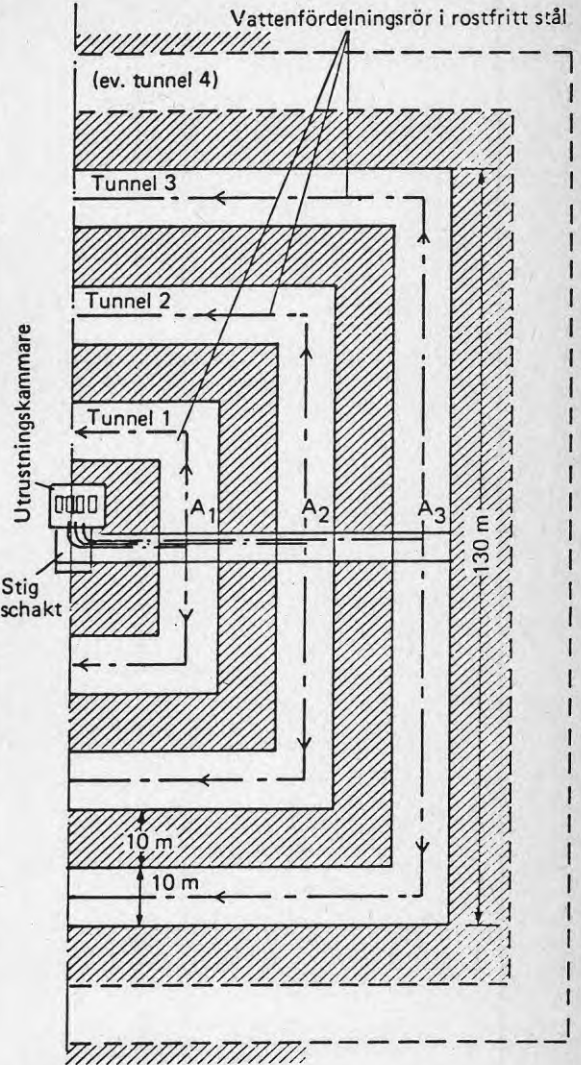 Vattenfördelningsrör i rostfritt stål
(ev. tunnel 4)
Tunnel 3
Tunnel 2
Tunnel 1
Utrustningskammare
A1
A2
A3
Stig
schakt
130 m
10 m
10 m